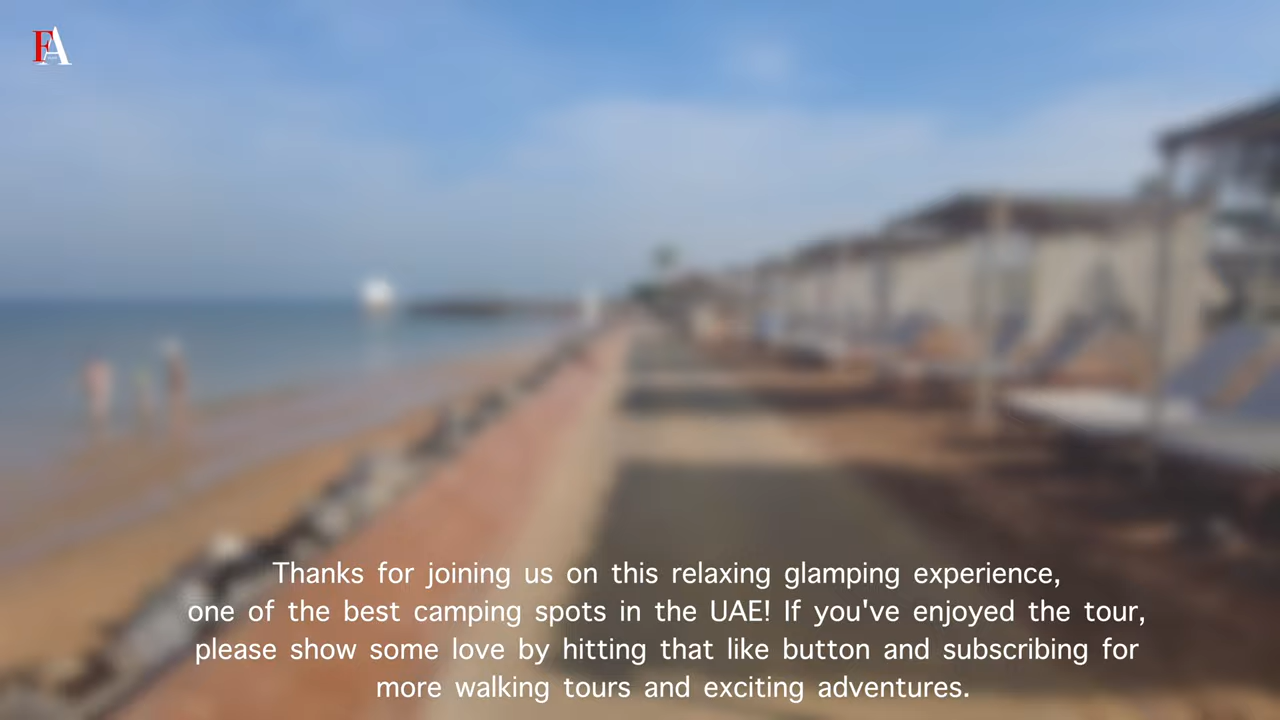 FA
Thanks for joining us on this relaxing glamping experience,
one of the best camping spots in the UAE! If you've enjoyed the tour,
please show some love by hitting that like button and subscribing for
more walking tours and exciting adventures.